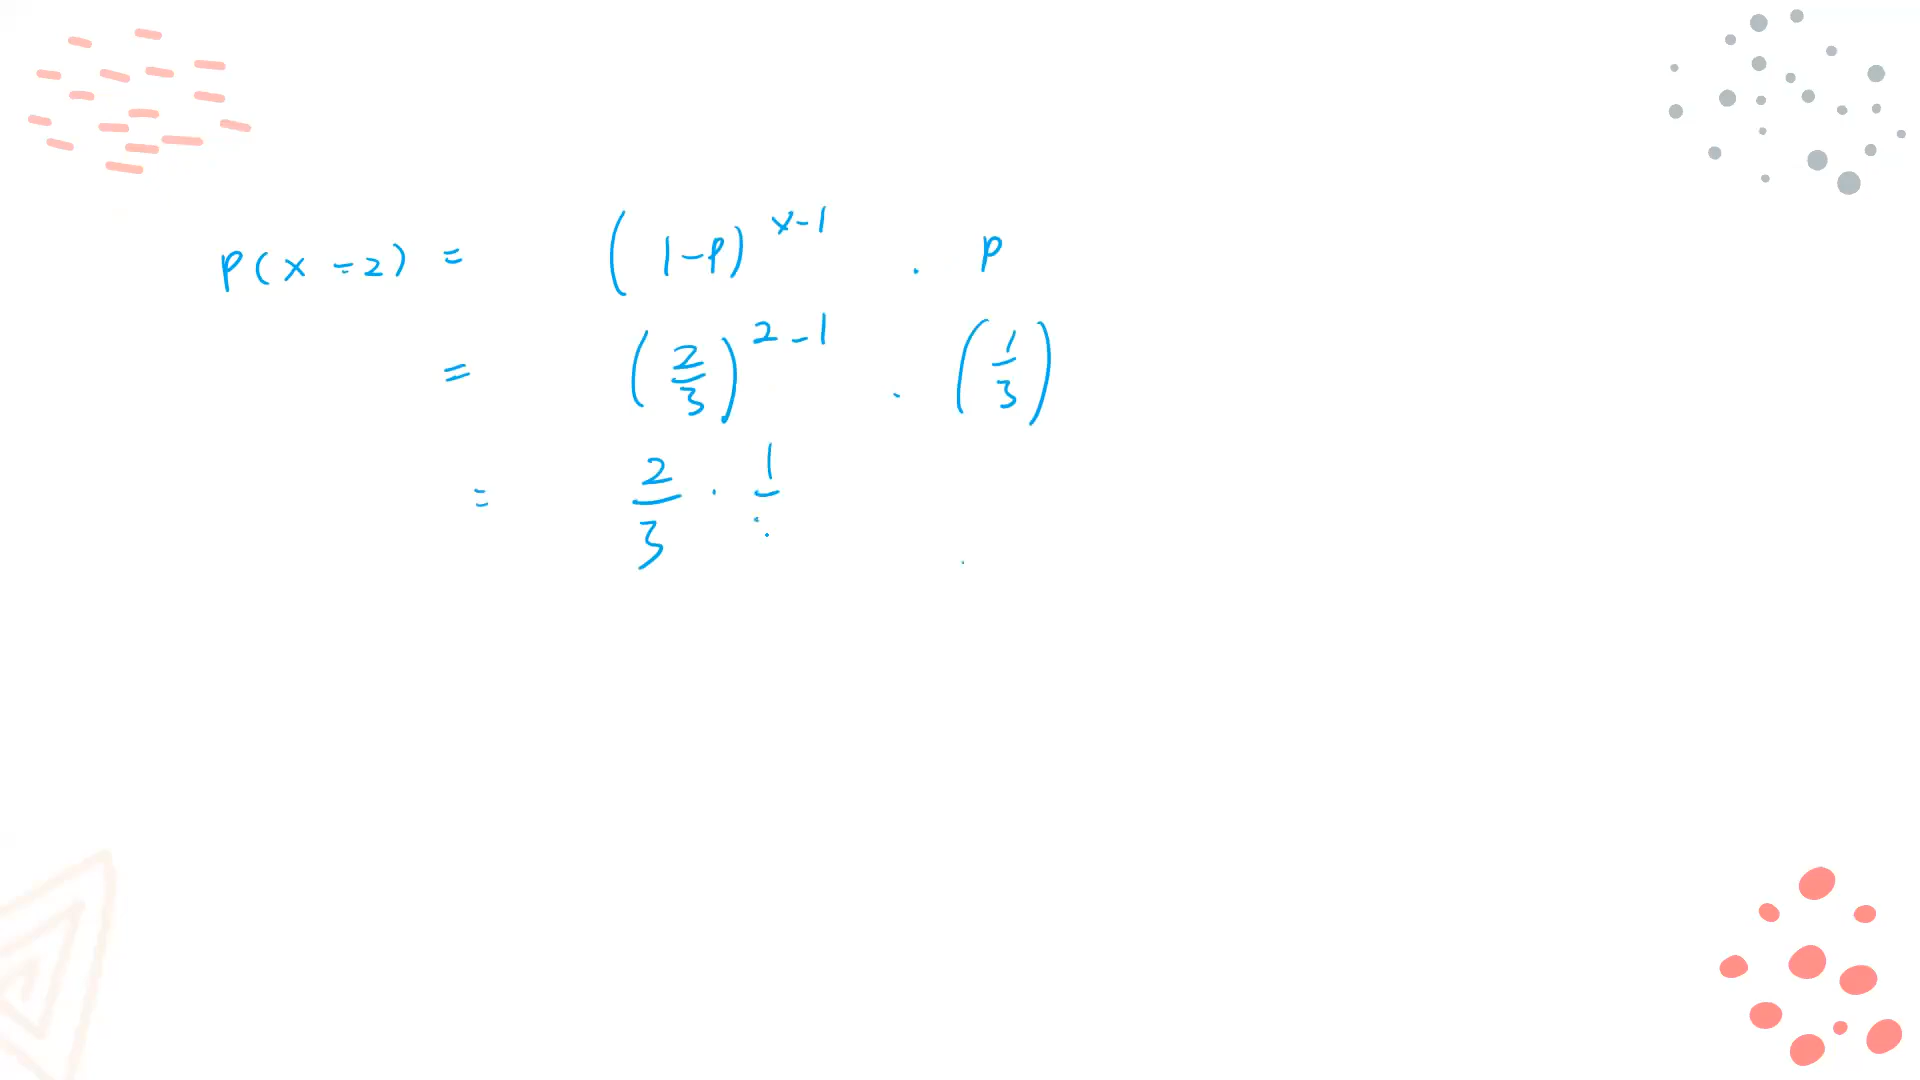 P(x = 2) = (1-P)^{x-1} . P
= (2/3)^{2-1} . (1/3)
= 2/3 . 1/